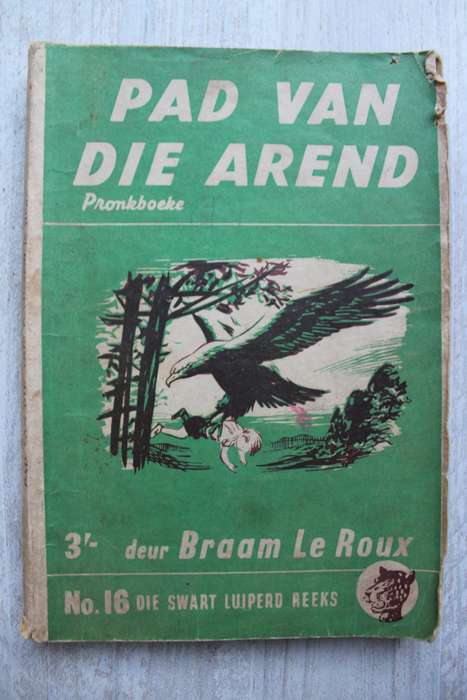 PAD VAN
DIE AREND
Pronkboeke
3'- deur Braam Le Roux
No. 16 DIE SWART LUIPERD REEKS